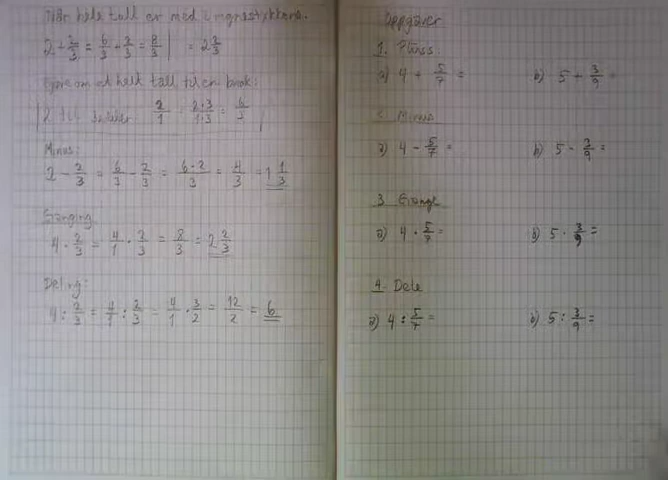 Når hele tall er med i regnestykkene.
2 + 2/3 = 6/3 + 2/3 = 8/3 | = 2 2/3
Gjøre om et helt tall til en brøk:
2 3/1 2·3/1·3 = 6/3
Minus:
2 - 2/3 = 6/3 - 2/3 = 6-2/3 = 4/3 = 1 1/3
Ganging
4 · 2/3 = 4/1 · 2/3 = 8/3 = 2 2/3
Deling:
4 : 2/3 = 4/1 : 2/3 = 4/1 · 3/2 = 12/2 = 6
Oppgaver
1. Pluss
a) 4 + 5/7 = b) 5 + 3/9 =
2. Minus
a) 4 - 5/7 = b) 5 - 3/9 =
3. Gange
a) 4 · 5/7 = b) 5 · 3/9 =
4. Dele
a) 4 : 5/7 = b) 5 : 3/9 =